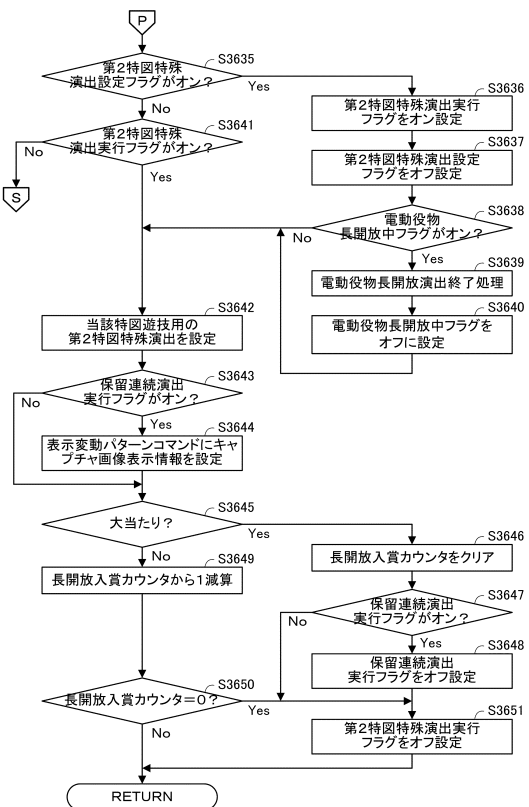 P
第2特図特殊
演出設定フラグがオン?
S3635
Yes
No
S3636
第2特図特殊演出実行
フラグをオン設定
第2特図特殊
演出実行フラグがオン?
S3641
No
Yes
S
S3637
第2特図特殊演出設定
フラグをオフ設定
電動役物
長開放中フラグがオン?
S3638
No
Yes
S3639
電動役物長開放演出終了処理
S3640
電動役物長開放中フラグを
オフに設定
S3642
当該特図遊技用の
第2特図特殊演出を設定
保留連続演出
実行フラグがオン?
S3643
No
Yes
S3644
表示変動パターンコマンドにキャ
プチャ画像表示情報を設定
大当たり?
S3645
Yes
No
S3646
長開放入賞カウンタをクリア
S3649
長開放入賞カウンタから1減算
保留連続演出
実行フラグがオン?
S3647
No
Yes
S3648
保留連続演出
実行フラグをオフ設定
長開放入賞カウンタ=0?
S3650
Yes
No
S3651
第2特図特殊演出実行
フラグをオフ設定
RETURN